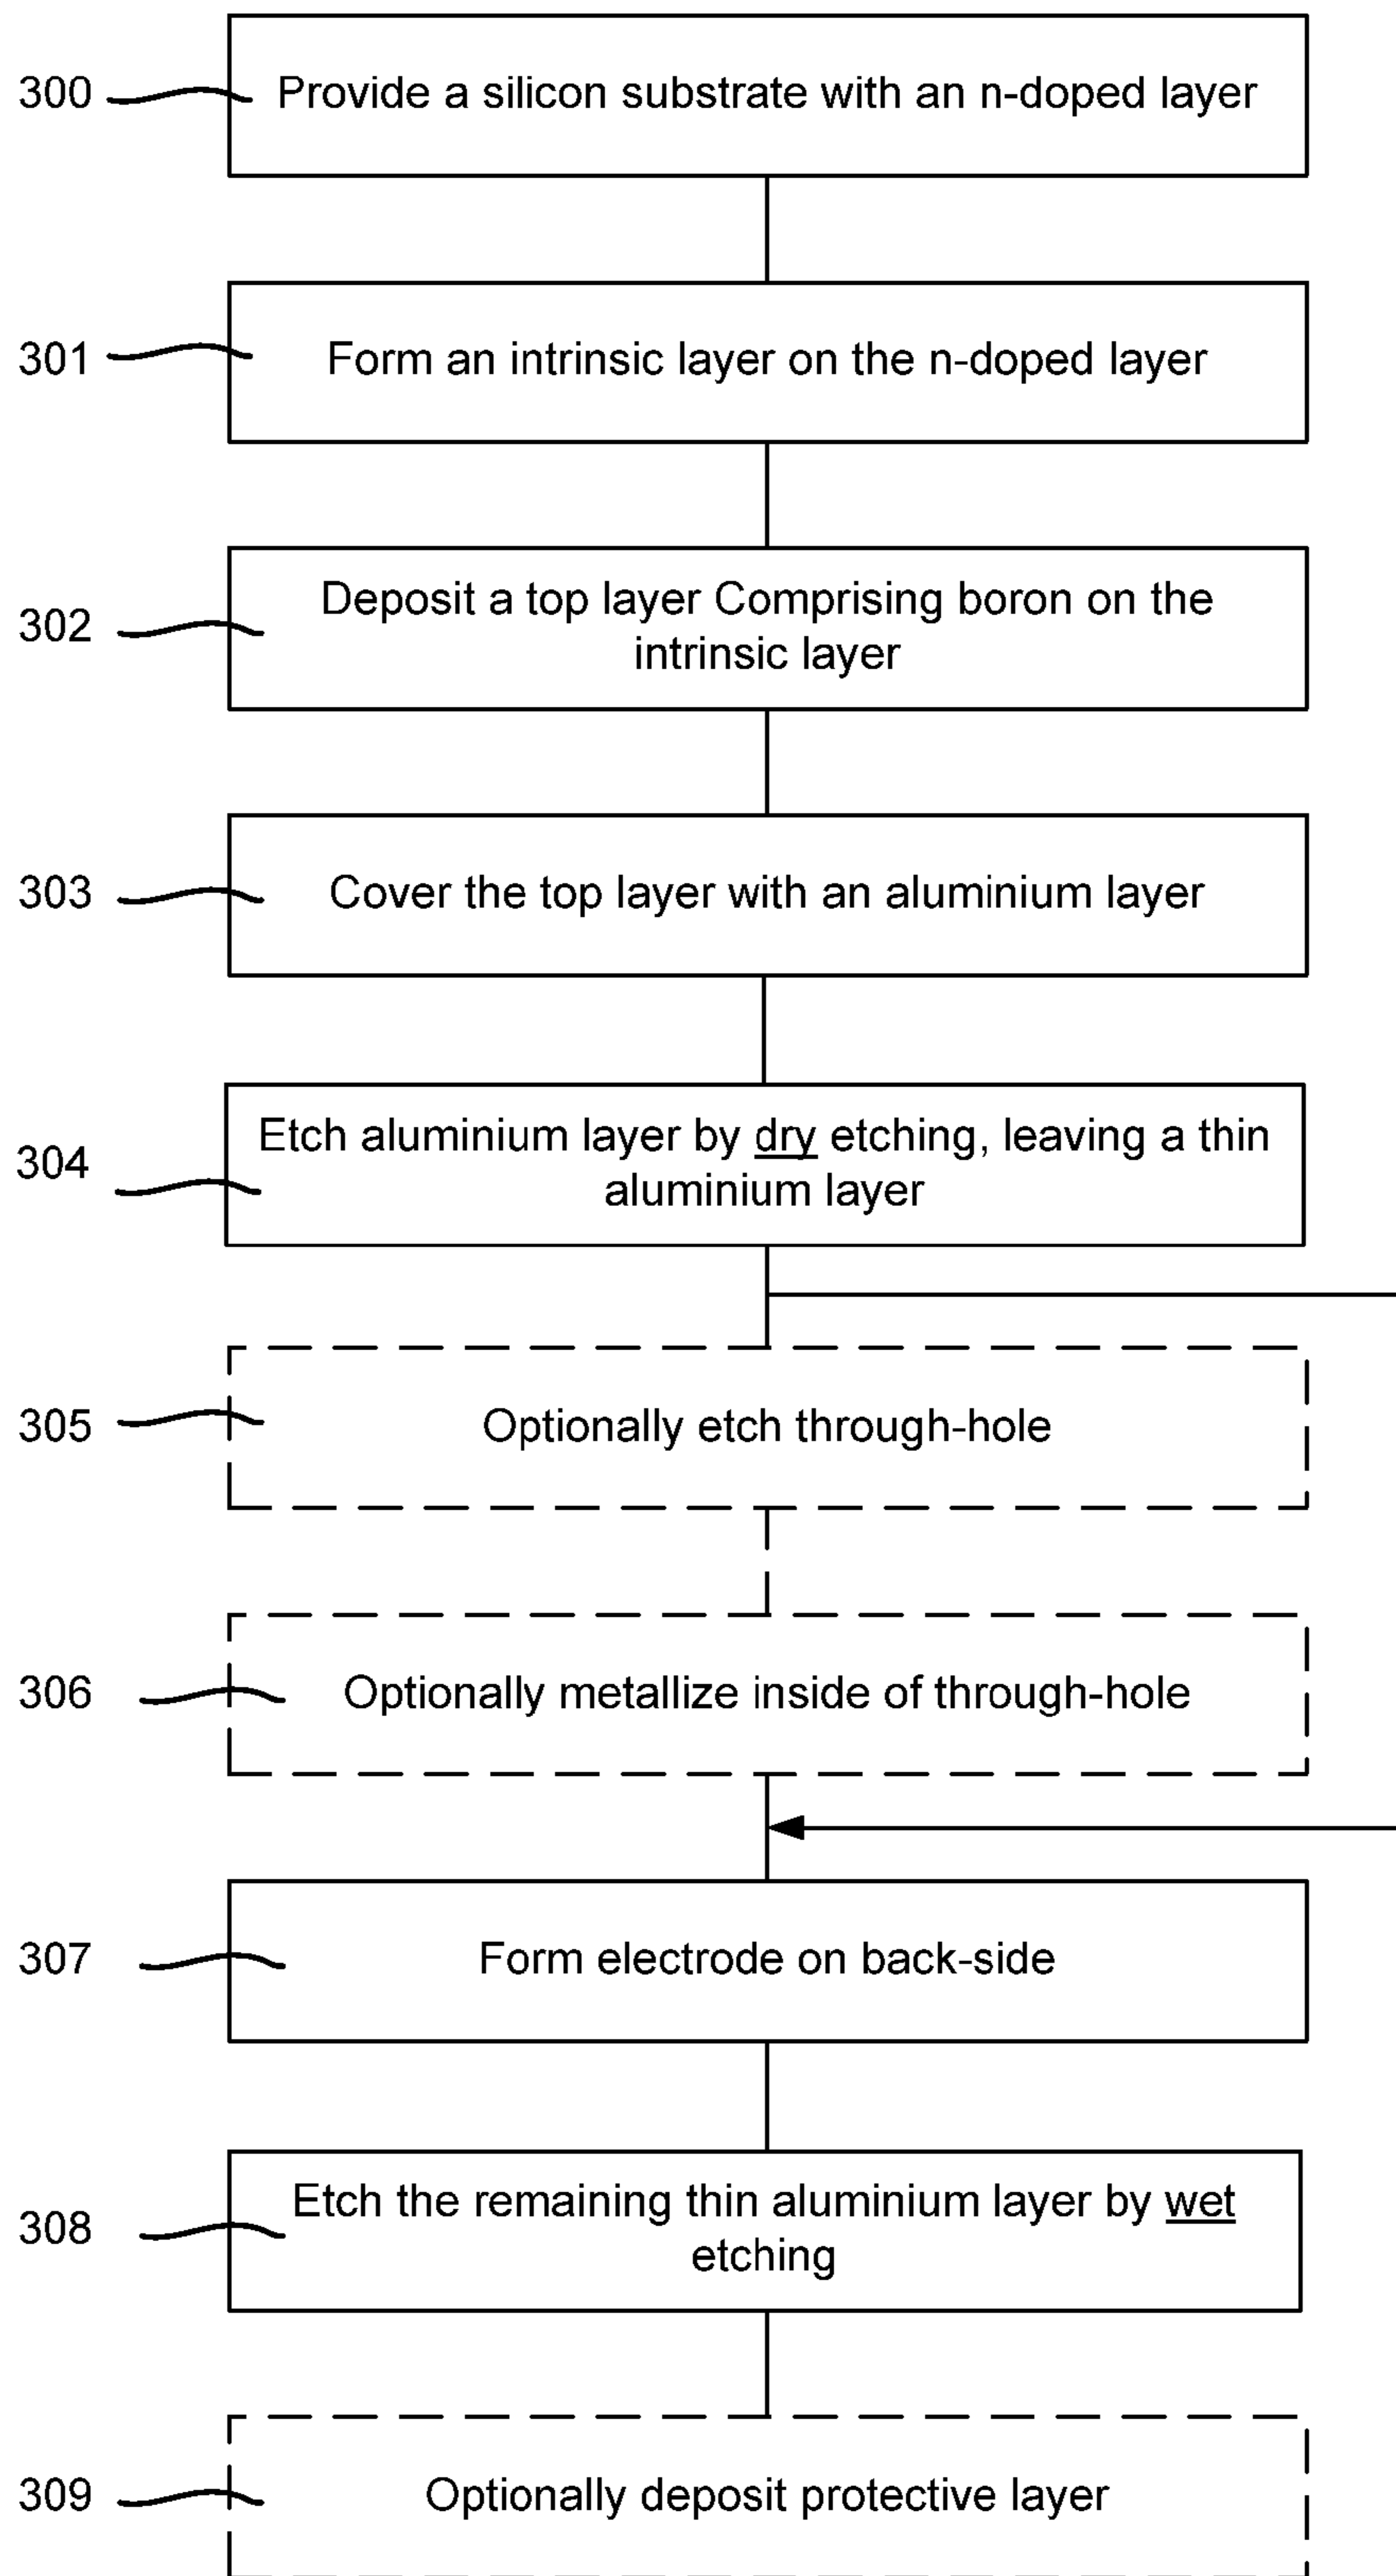 300 Provide a silicon substrate with an n-doped layer
301 Form an intrinsic layer on the n-doped layer
302 Deposit a top layer Comprising boron on the
intrinsic layer
303 Cover the top layer with an aluminium layer
304 Etch aluminium layer by dry etching, leaving a thin
aluminium layer
305 Optionally etch through-hole
306 Optionally metallize inside of through-hole
307 Form electrode on back-side
308 Etch the remaining thin aluminium layer by wet
etching
309 Optionally deposit protective layer